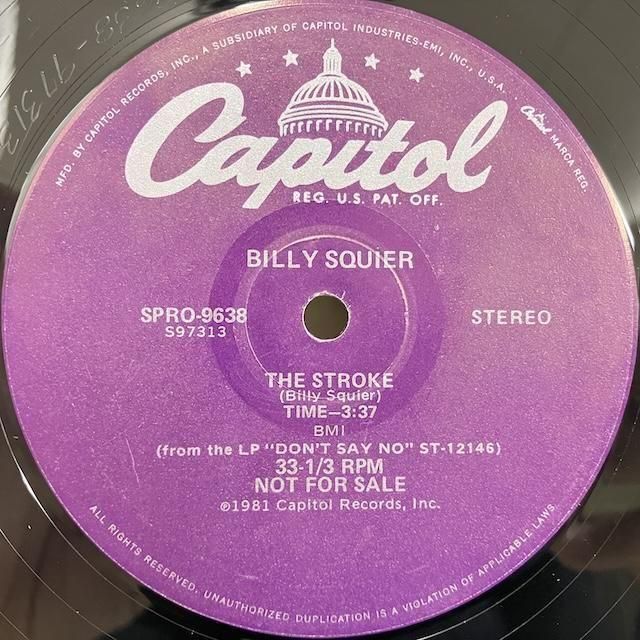 MFD. BY CAPITOL RECORDS, INC., A SUBSIDIARY OF CAPITOL INDUSTRIES-EMI, INC., U.S.A.
Capitol MARCA REG.
Capitol
REG. U.S. PAT. OFF.
BILLY SQUIER
SPRO-9638
S97313
STEREO
THE STROKE
(Billy Squier)
TIME—3:37
BMI
(from the LP "DON'T SAY NO" ST-12146)
33-1/3 RPM
NOT FOR SALE
©1981 Capitol Records, Inc.
ALL RIGHTS RESERVED. UNAUTHORIZED DUPLICATION IS A VIOLATION OF APPLICABLE LAWS.